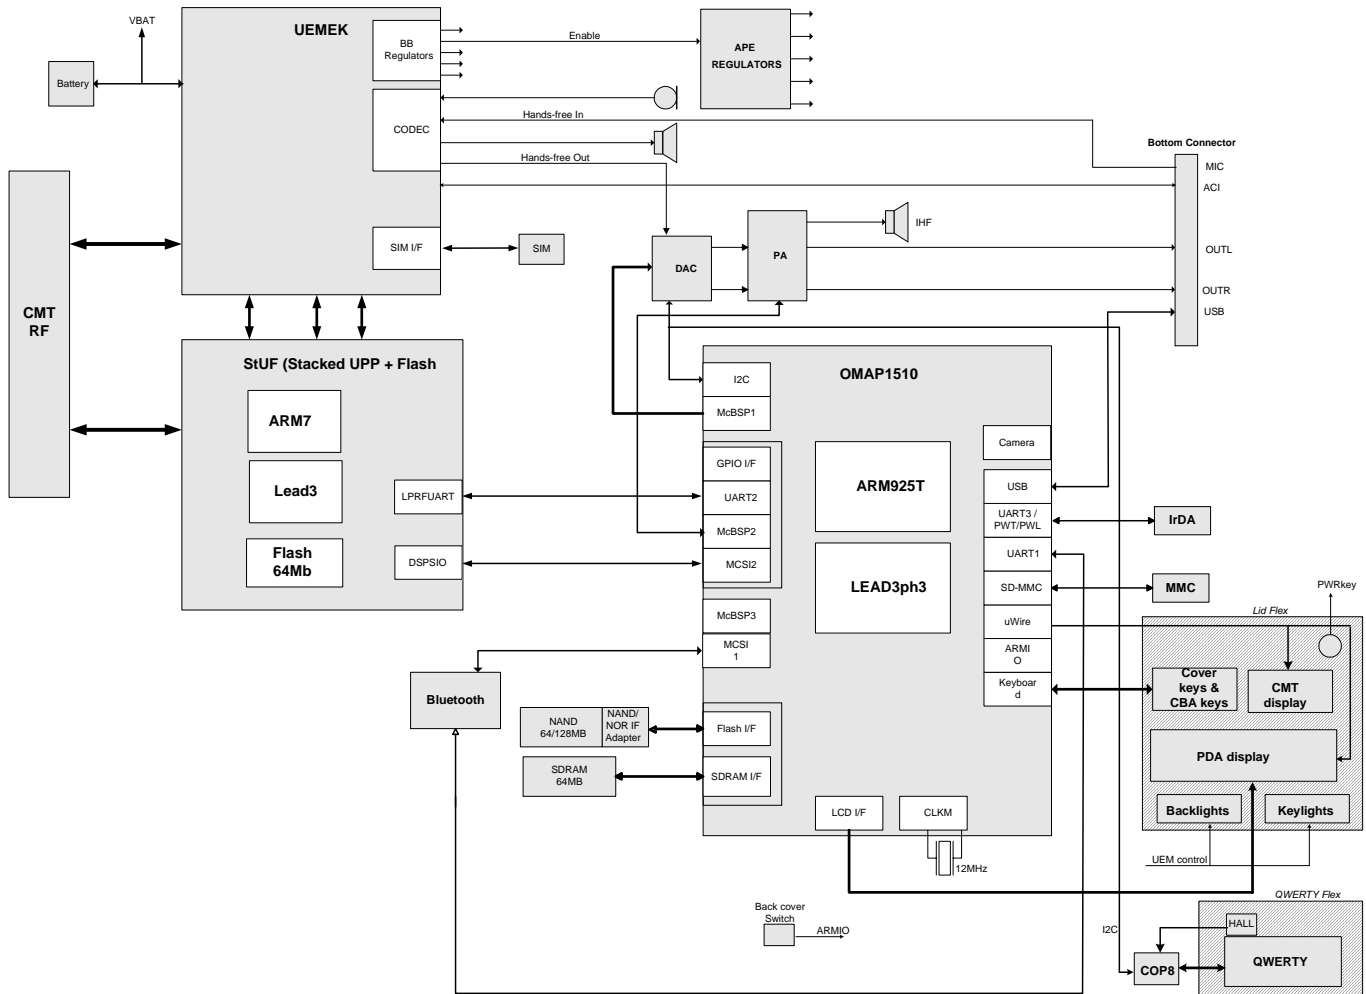 VBAT
UEMEK
BB
Regulators
Enable
APE
REGULATORS
Battery
CODEC
Hands-free In
Hands-free Out
Bottom Connector
MIC
ACI
SIM I/F
SIM
IHF
DAC
PA
OUTL
OUTR
USB
CMT
RF
StUF (Stacked UPP + Flash
ARM7
Lead3
Flash
64Mb
LPRFUART
DSPSIO
OMAP1510
I2C
McBSP1
GPIO I/F
UART2
McBSP2
MCSI2
McBSP3
MCSI
1
Flash I/F
SDRAM I/F
ARM925T
LEAD3ph3
Camera
USB
UART3 /
PWT/PWL
UART1
SD-MMC
uWire
ARMI
O
Keyboar
d
LCD I/F
CLKM
12MHz
IrDA
MMC
PWRkey
Lid Flex
Cover
keys &
CBA keys
CMT
display
PDA display
Backlights
Keylights
UEM control
Bluetooth
NAND
64/128MB
NAND/
NOR IF
Adapter
SDRAM
64MB
Back cover
Switch
ARMIO
QWERTY Flex
I2C
HALL
COP8
QWERTY